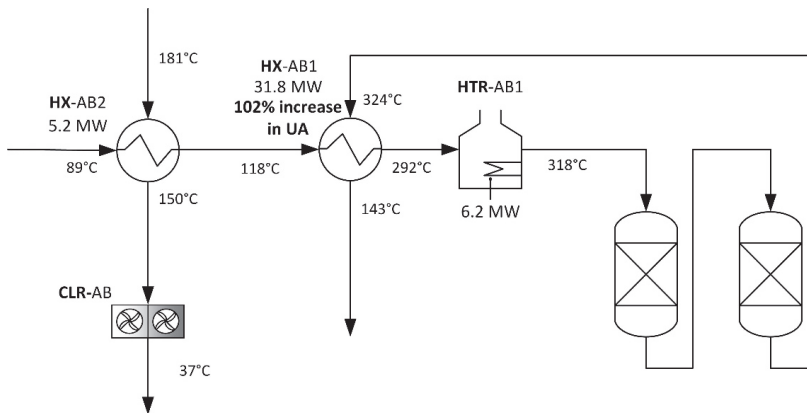 181°C
HX-AB2
5.2 MW
89°C
150°C
CLR-AB
37°C
118°C
HX-AB1
31.8 MW
102% increase
in UA
324°C
292°C
143°C
HTR-AB1
6.2 MW
318°C